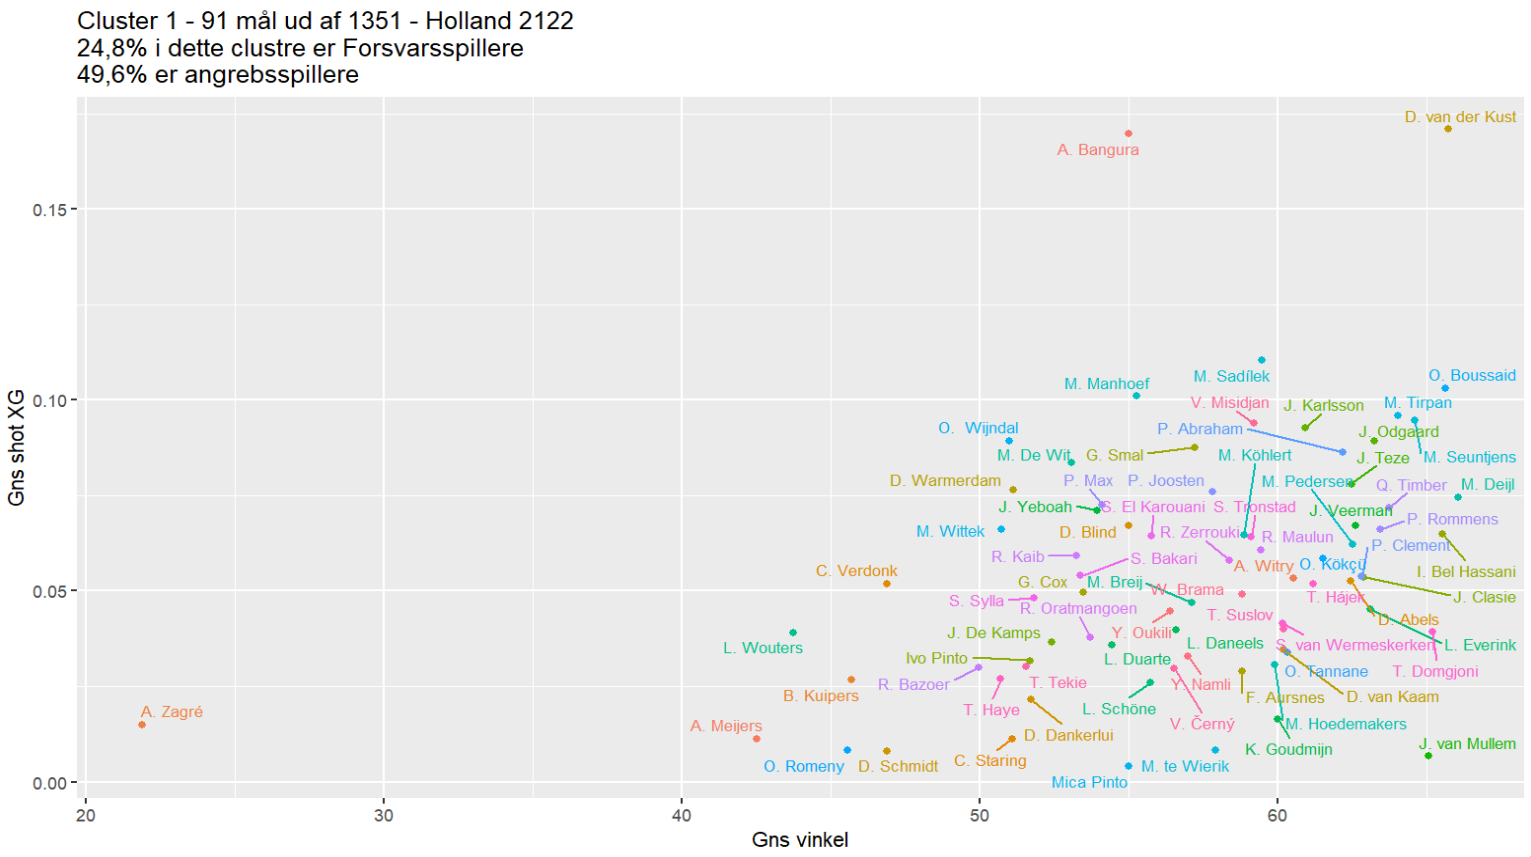 Cluster 1 - 91 mål ud af 1351 - Holland 2122
24,8% i dette clustre er Forsvarsspillere
49,6% er angrebsspillere
D. van der Kust
A. Bangura
0.15
O. Boussaid
M. Sadílek
M. Manhoef
0.10
V. Misidjan
J. Karlsson
M. Tirpan
O. Wijndal
P. Abraham
J. Odgaard
M. De Wit
G. Smal
M. Köhlert
J. Teze
M. Seuntjens
D. Warmerdam
P. Max
P. Joosten
M. Pedersen
Q. Timber
M. Deijl
J. Yeboah
S. El Karouani
S. Tronstad
J. Veerman
P. Rommens
M. Wittek
D. Blind
R. Zerrouki
R. Maulun
P. Clement
R. Kaib
S. Bakari
A. Witry
O. Kökçü
I. Bel Hassani
C. Verdonk
G. Cox
M. Breij
W. Brama
0.05
T. Hájek
J. Clasie
S. Sylla
R. Oratmangoen
T. Suslov
D. Abels
J. De Kamps
Y. Oukili
L. Wouters
L. Daneels
S. van Wermeskerken
L. Everink
Ivo Pinto
L. Duarte
O. Tannane
T. Domgjoni
R. Bazoer
T. Tekie
Y. Namli
B. Kuipers
F. Aursnes
D. van Kaam
A. Zagré
T. Haye
L. Schöne
A. Meijers
V. Černý
M. Hoedemakers
D. Dankerlui
K. Goudmijn
J. van Mullem
O. Romeny
D. Schmidt
C. Staring
M. te Wierik
Mica Pinto
0.00
20
30
40
50
60
Gns vinkel
Gns shot XG